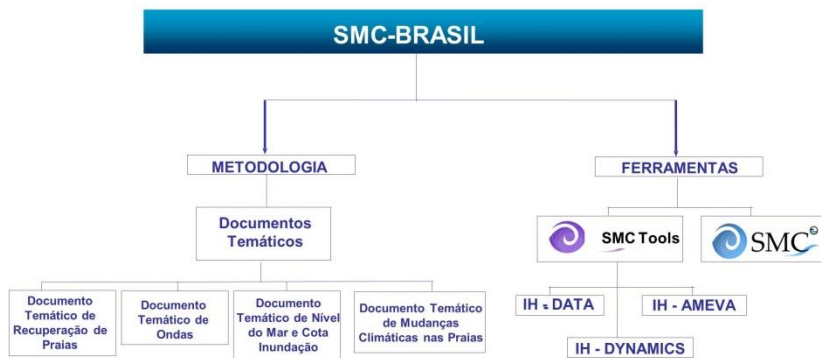 SMC-BRASIL
METODOLOGIA
FERRAMENTAS
Documentos
Temáticos
SMC Tools
SMC
Documento
Temático de
Recuperação de
Praias
Documento
Temático de
Ondas
Documento
Temático de Nível
do Mar e Cota
Inundação
Documento Temático
de Mudanças
Climáticas nas Praias
IH - DATA
IH - AMEVA
IH - DYNAMICS